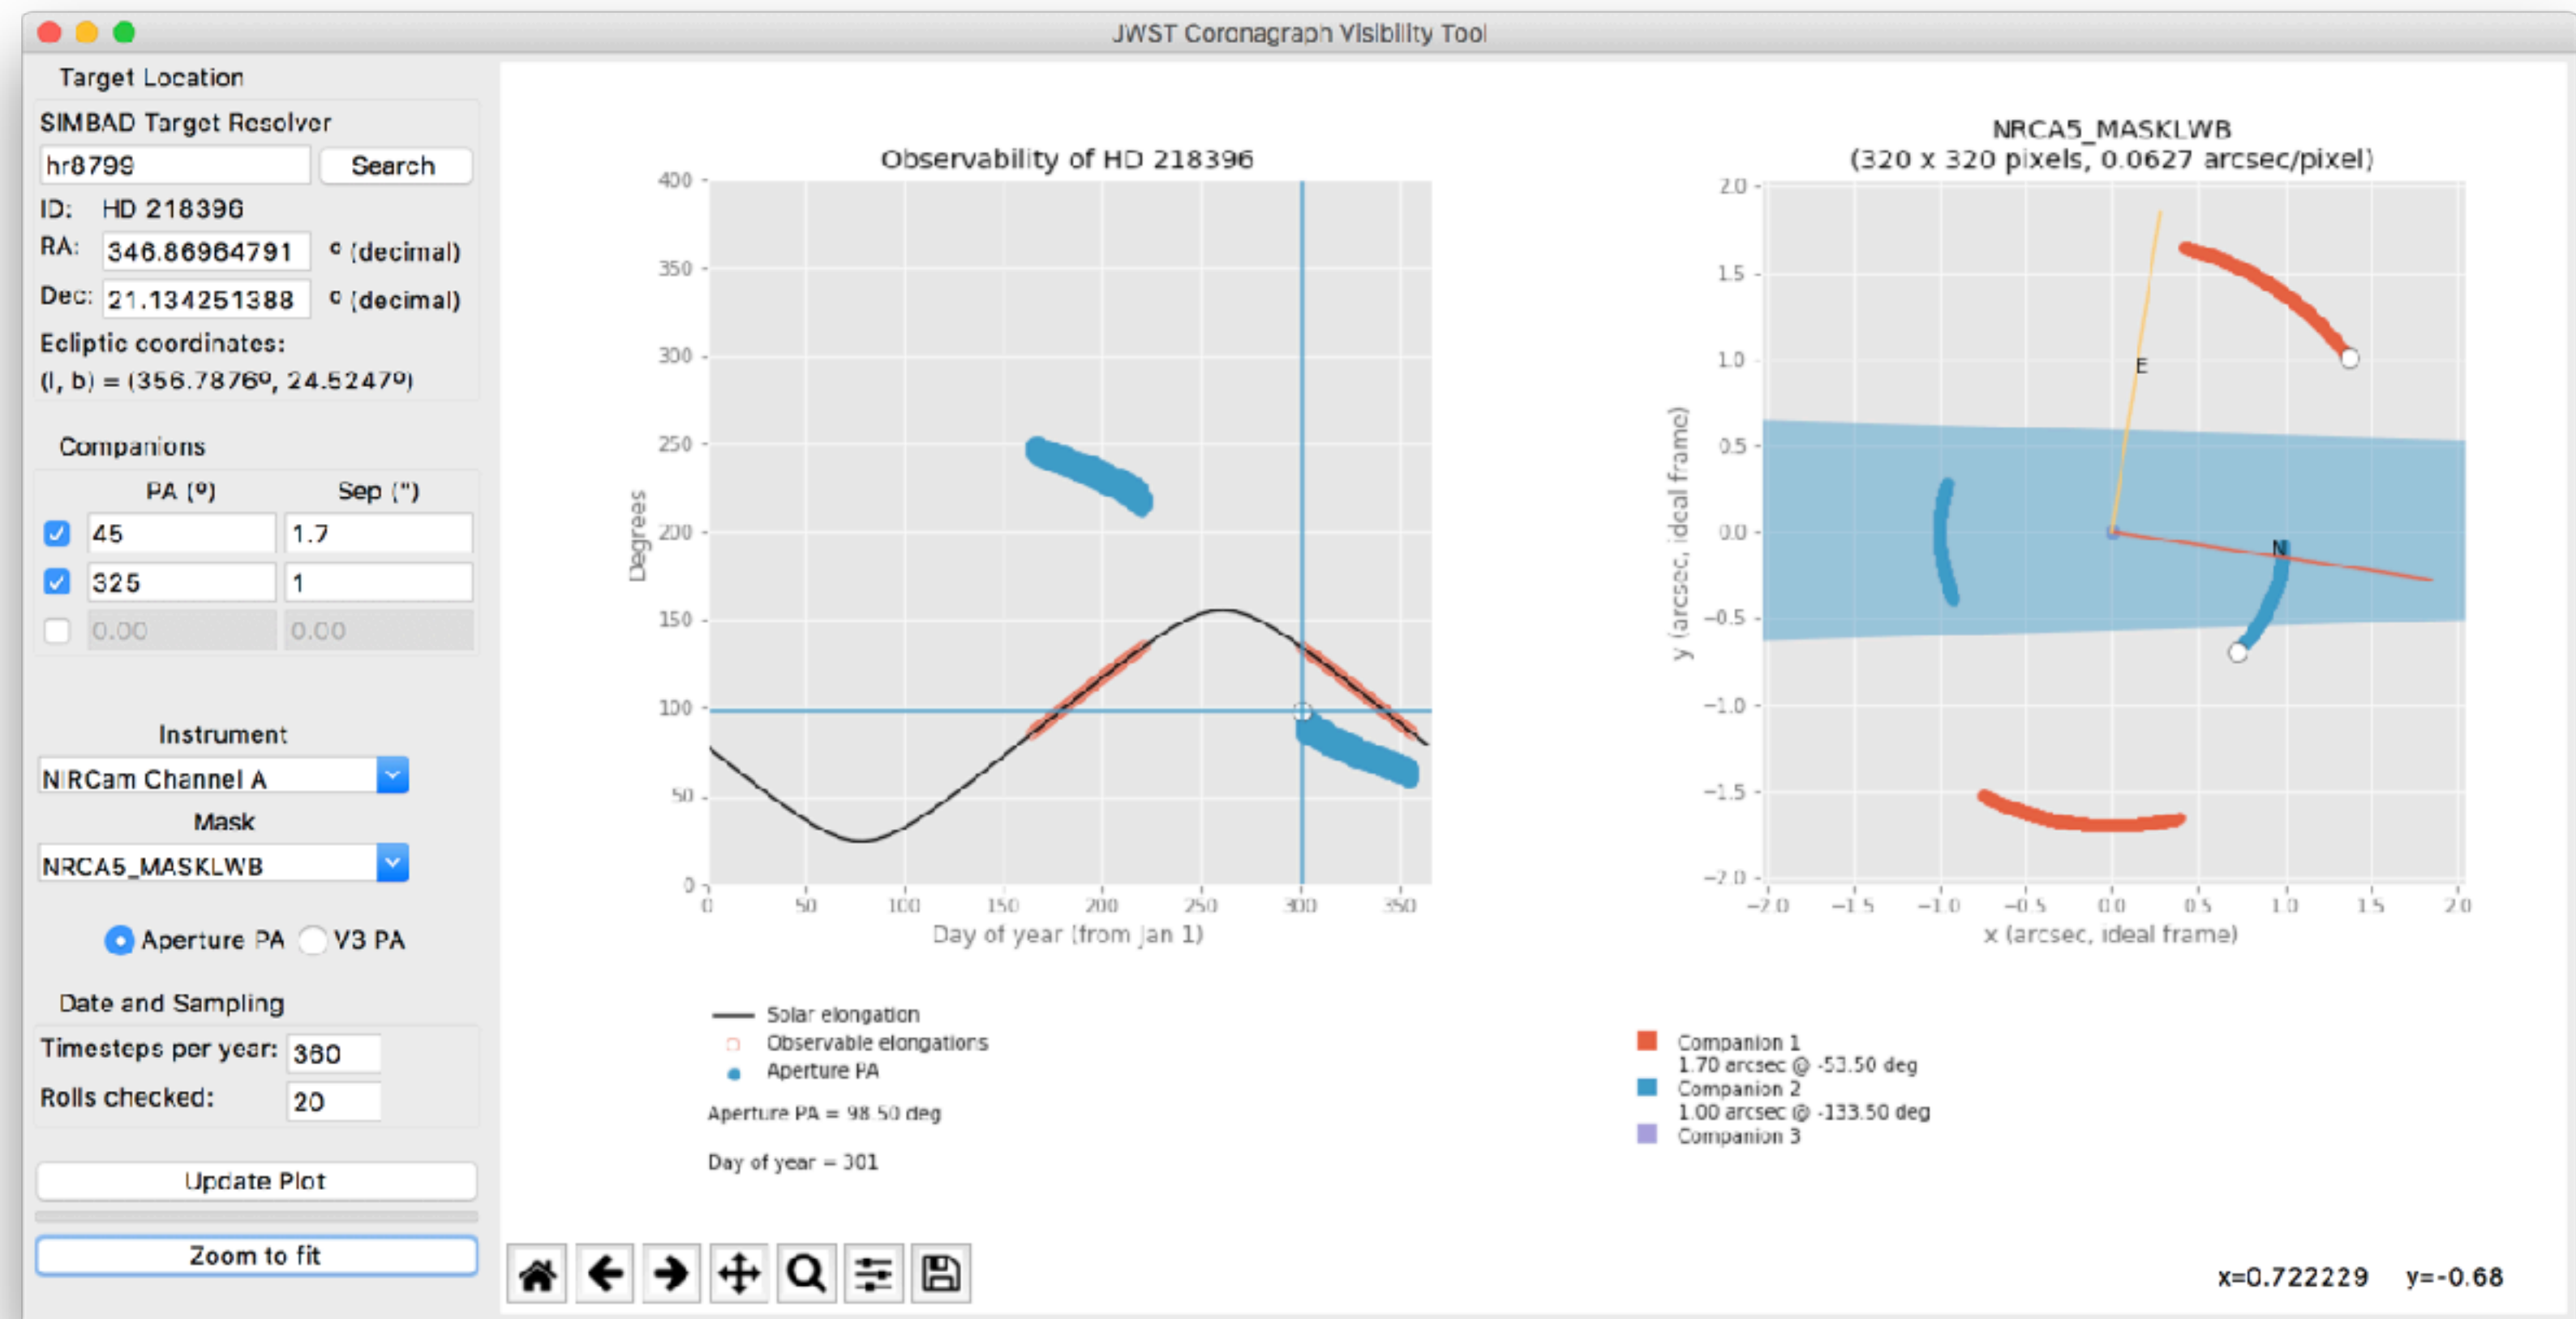 JWST Coronagraph Visibility Tool
Target Location
SIMBAD Target Resolver
hr8799 Search
ID: HD 218396
RA: 346.86964791 º (decimal)
Dec: 21.134251388 º (decimal)
Ecliptic coordinates:
(l, b) = (356.7876º, 24.5247º)
Companions
PA (º) Sep (")
45 1.7
325 1
0.00 0.00
Instrument
NIRCam Channel A
Mask
NRCA5_MASKLWB
Aperture PA V3 PA
Date and Sampling
Timesteps per year: 360
Rolls checked: 20
Update Plot
Zoom to fit
Observability of HD 218396
400
350
300
250
200
150
100
50
0
Degrees
0 50 100 150 200 250 300 350
Day of year (from Jan 1)
Solar elongation
Observable elongations
Aperture PA
Aperture PA = 98.50 deg
Day of year = 301
NRCA5_MASKLWB
(320 x 320 pixels, 0.0627 arcsec/pixel)
2.0
1.5
1.0
0.5
0.0
−0.5
−1.0
−1.5
−2.0
y (arcsec, ideal frame)
E
N
−2.0 −1.5 −1.0 −0.5 0.0 0.5 1.0 1.5 2.0
x (arcsec, ideal frame)
Companion 1
1.70 arcsec @ -53.50 deg
Companion 2
1.00 arcsec @ -133.50 deg
Companion 3
x=0.722229 y=-0.68